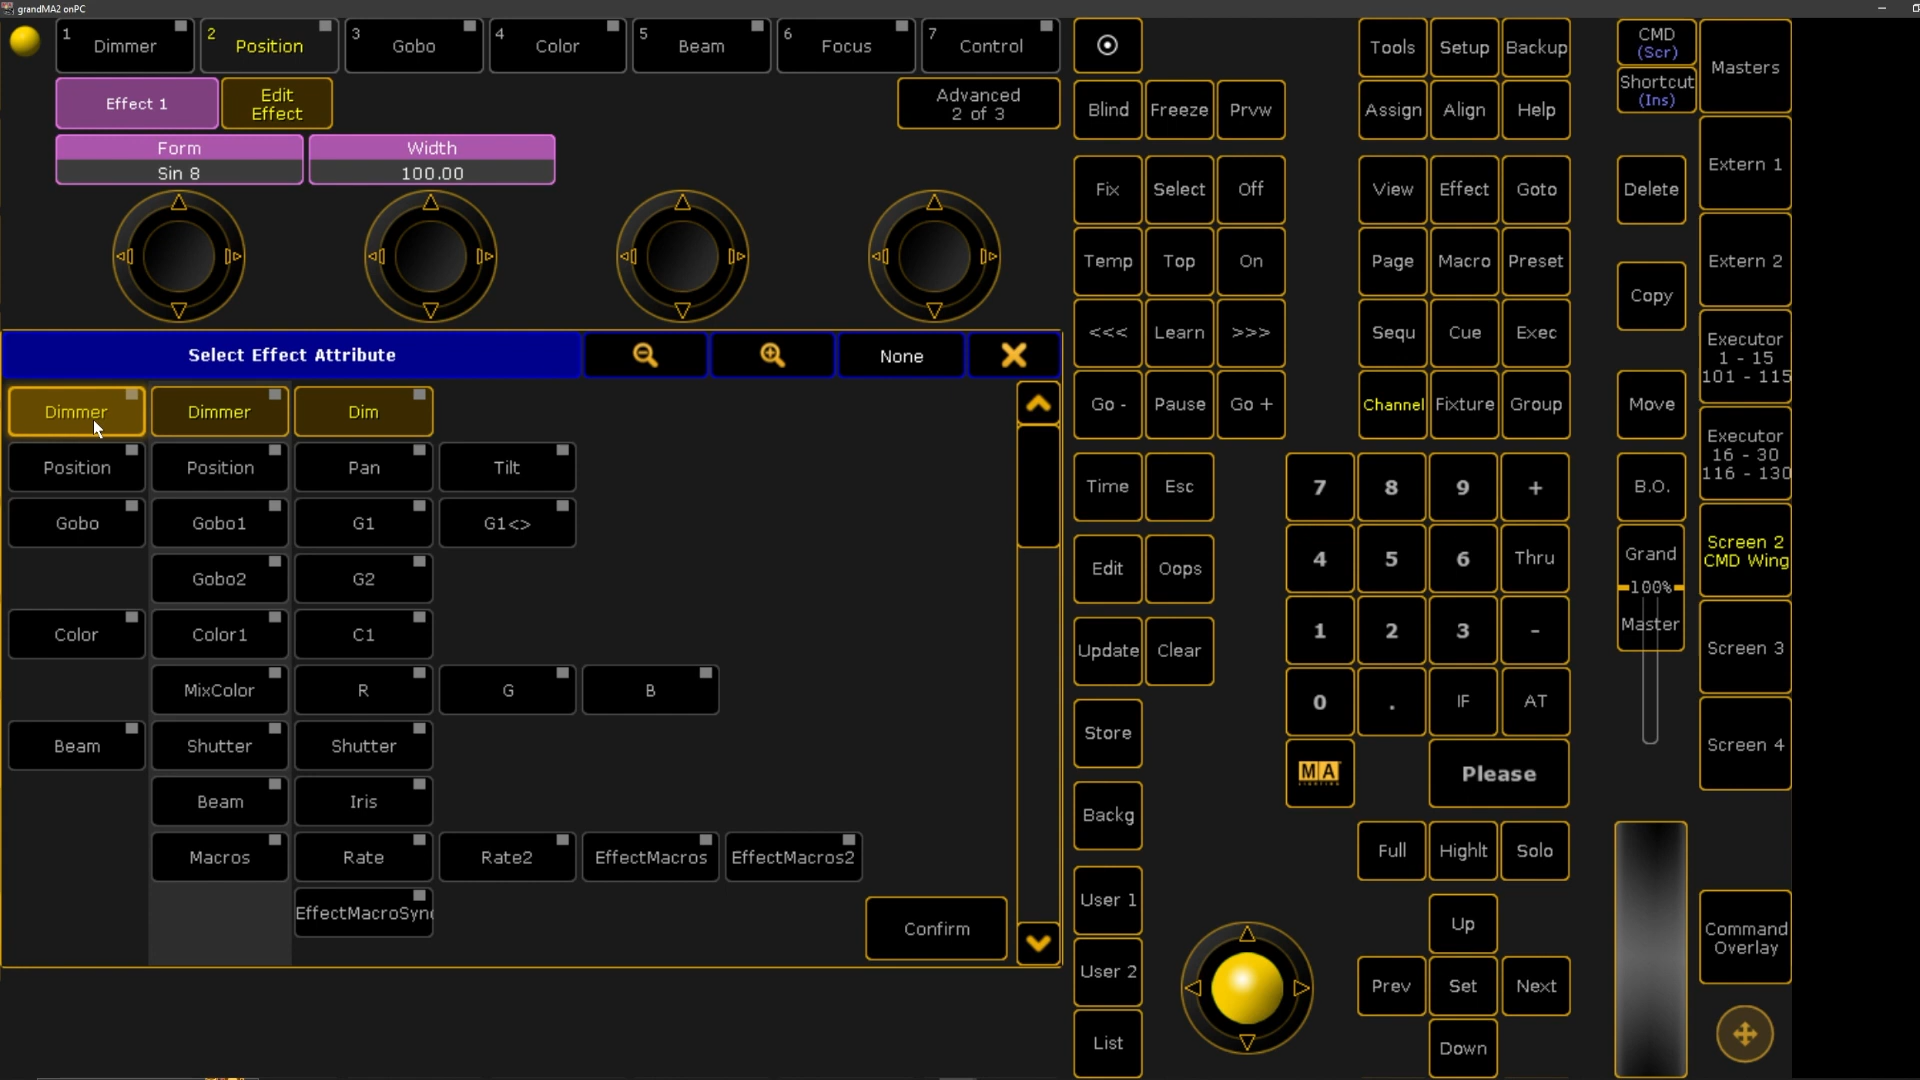 grandMA2 onPC
1 Dimmer
2 Position
3 Gobo
4 Color
5 Beam
6 Focus
7 Control
Effect 1
Edit
Effect
Advanced
2 of 3
Form
Sin 8
Width
100.00
Select Effect Attribute
None
Dimmer Dimmer Dim
Position Position Pan Tilt
Gobo Gobo1 G1 G1<>
Gobo2 G2
Color Color1 C1
MixColor R G B
Beam Shutter Shutter
Beam Iris
Macros Rate Rate2 EffectMacros EffectMacros2
EffectMacroSyn
Confirm
Blind Freeze Prvw
Fix Select Off
Temp Top On
<<< Learn >>>
Go - Pause Go +
Time Esc
Edit Oops
Update Clear
Store
Backg
User 1
User 2
List
Tools Setup Backup
Assign Align Help
View Effect Goto
Page Macro Preset
Sequ Cue Exec
Channel Fixture Group
7 8 9 +
4 5 6 Thru
1 2 3 -
0 . IF AT
MA
Please
Full Highlt Solo
Up
Prev Set Next
Down
CMD
(Scr)
Shortcut
(Ins)
Delete
Copy
Move
B.O.
Grand
100%
Master
Masters
Extern 1
Extern 2
Executor
1 - 15
101 - 115
Executor
16 - 30
116 - 130
Screen 2
CMD Wing
Screen 3
Screen 4
Command
Overlay